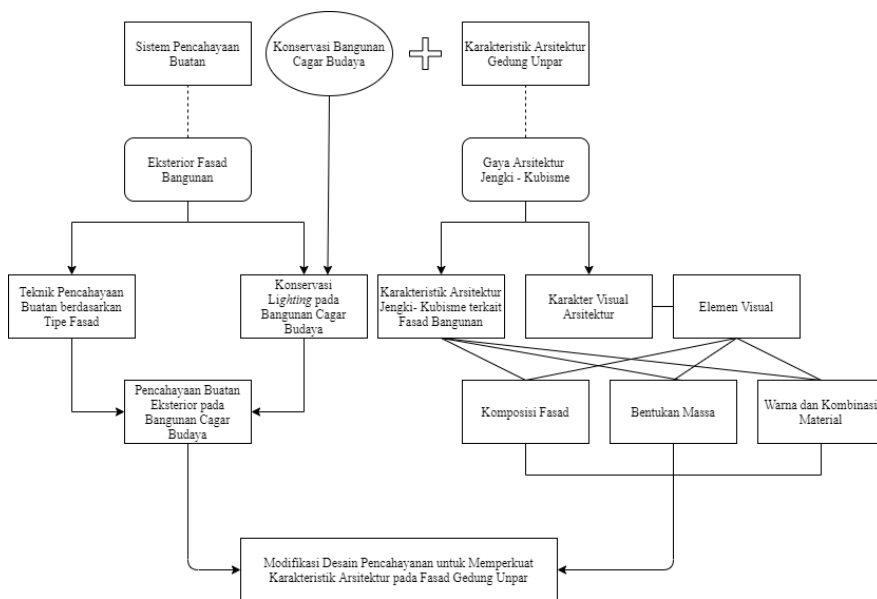 Sistem Pencahayaan
Buatan
Konservasi Bangunan
Cagar Budaya
Karakteristik Arsitektur
Gedung Unpar
Eksterior Fasad
Bangunan
Gaya Arsitektur
Jengki - Kubisme
Teknik Pencahayaan
Buatan berdasarkan
Tipe Fasad
Konservasi
Lighting pada
Bangunan Cagar
Budaya
Karakteristik Arsitektur
Jengki- Kubisme terkait
Fasad Bangunan
Karakter Visual
Arsitektur
Elemen Visual
Pencahayaan Buatan
Eksterior pada
Bangunan Cagar
Budaya
Komposisi Fasad
Bentukan Massa
Warna dan Kombinasi
Material
Modifikasi Desain Pencahayanan untuk Memperkuat
Karakteristik Arsitektur pada Fasad Gedung Unpar